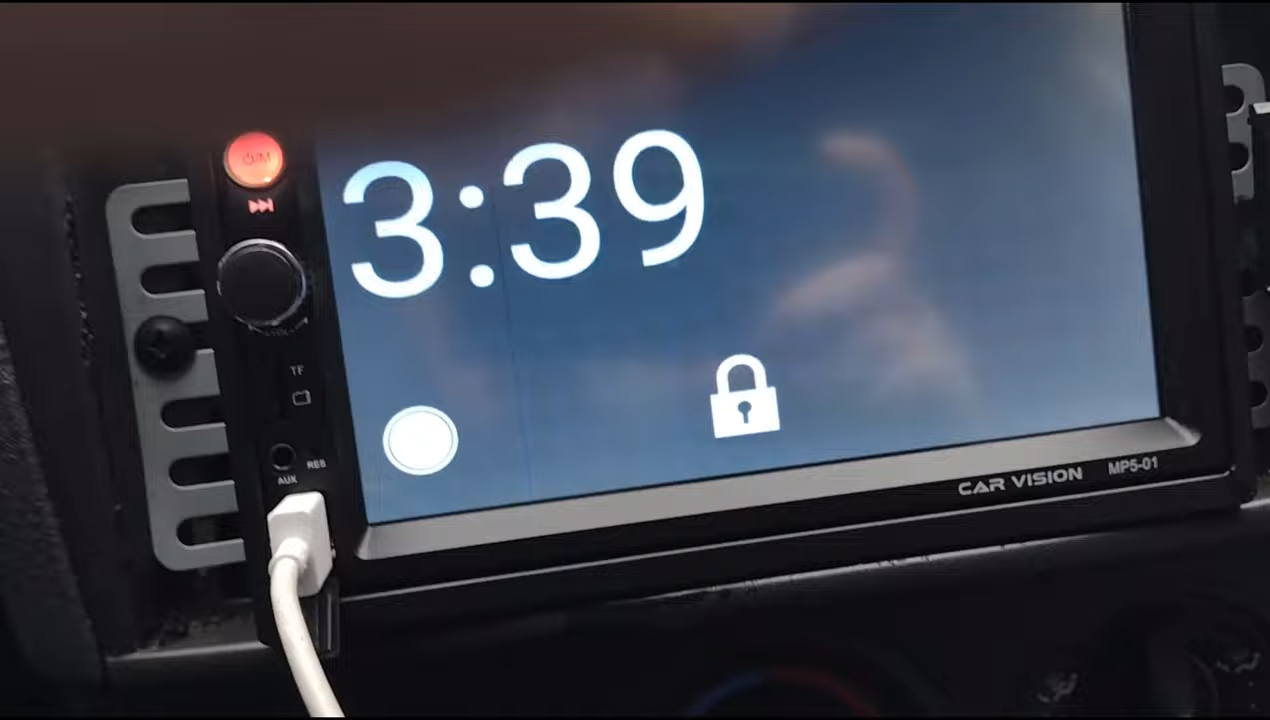 ⏻/M
3:39
TF
RES
AUX
CAR VISION MP5-01